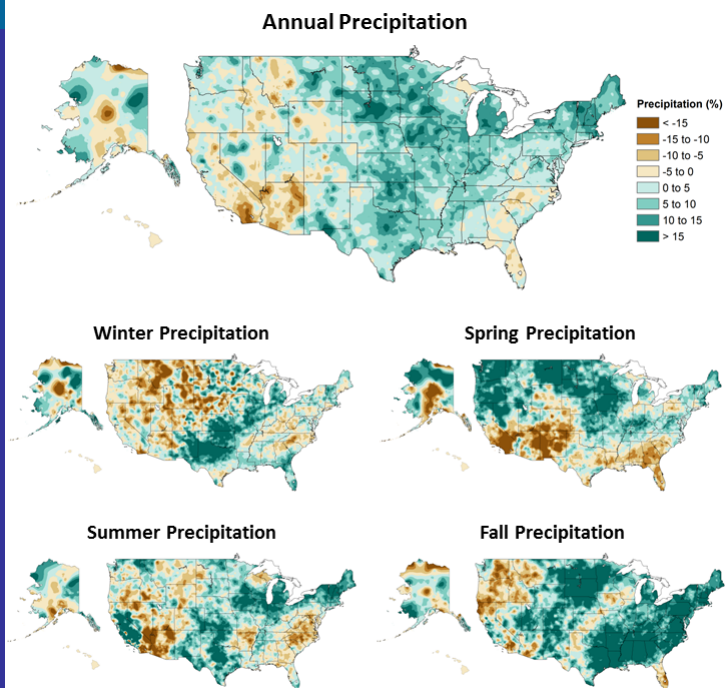 Annual Precipitation
Precipitation (%)
< -15
-15 to -10
-10 to -5
-5 to 0
0 to 5
5 to 10
10 to 15
> 15
Winter Precipitation
Spring Precipitation
Summer Precipitation
Fall Precipitation